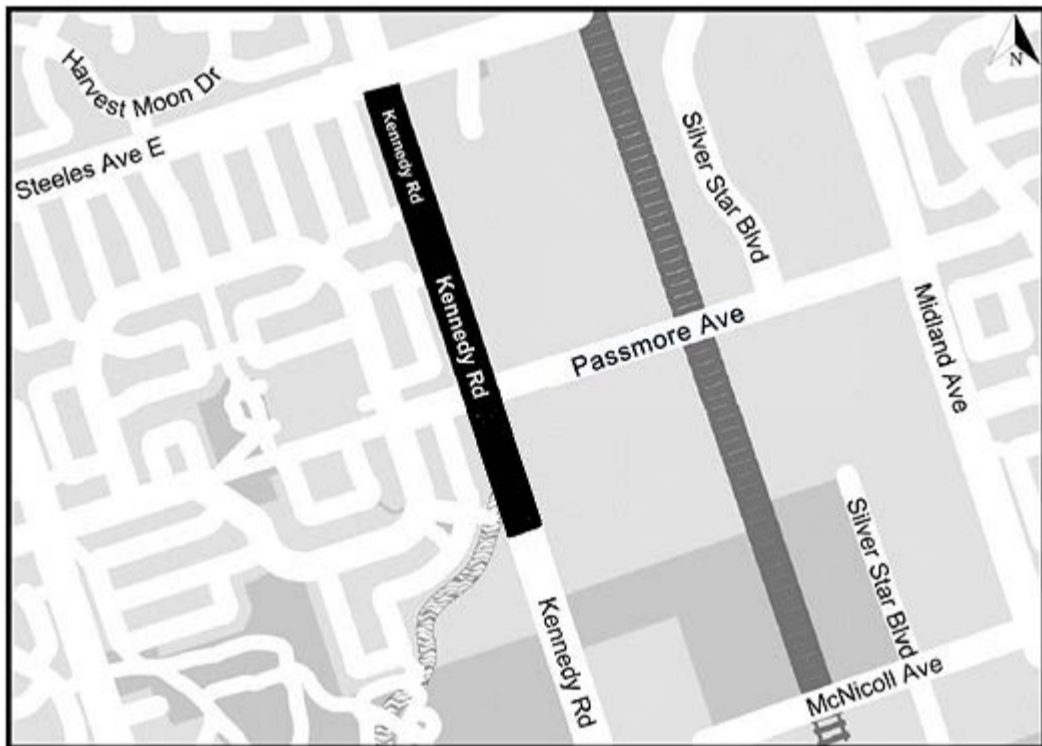 N
Harvest Moon Dr
Steeles Ave E
Kennedy Rd
Silver Star Blvd
Kennedy Rd
Passmore Ave
Midland Ave
Silver Star Blvd
Kennedy Rd
McNicoll Ave